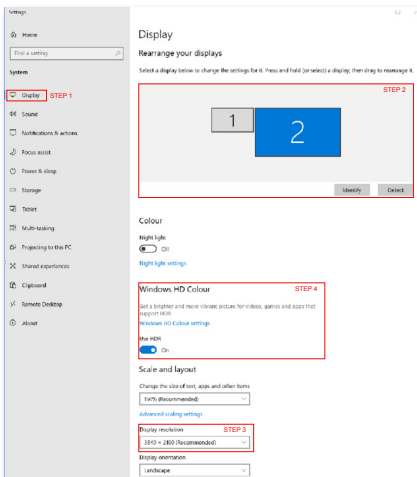 Settings
Home
Find a setting
System
Display STEP 1
Sound
Notifications & actions
Focus assist
Power & sleep
Storage
Tablet
Multi-tasking
Projecting to this PC
Shared experiences
Clipboard
Remote Desktop
About
Display
Rearrange your displays
Select a display below to change the settings for it. Press and hold (or select) a display, then drag to rearrange it.
STEP 2
1
2
Identify Detect
Colour
Night light
Off
Night light settings
Windows HD Colour STEP 4
Get a brighter and more vibrant picture for videos, games and apps that
support HDR.
Windows HD Colour settings
Use HDR
On
Scale and layout
Change the size of text, apps and other items
150% (Recommended)
Advanced scaling settings
Display resolution STEP 3
3840 × 2160 (Recommended)
Display orientation
Landscape